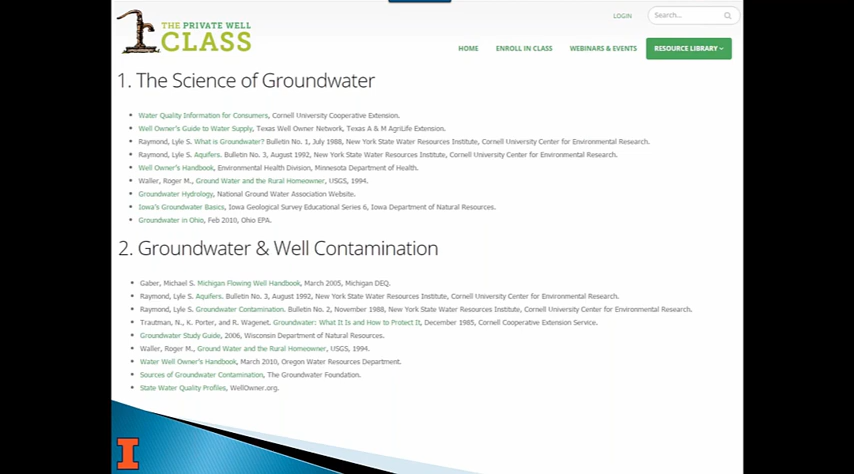 THE PRIVATE WELL
CLASS
LOGIN
Search...
HOME
ENROLL IN CLASS
WEBINARS & EVENTS
RESOURCE LIBRARY
1. The Science of Groundwater
Water Quality Information for Consumers, Cornell University Cooperative Extension.
Well Owner's Guide to Water Supply, Texas Well Owner Network, Texas A & M AgriLife Extension.
Raymond, Lyle S. What is Groundwater? Bulletin No. 1, July 1988, New York State Water Resources Institute, Cornell University Center for Environmental Research.
Raymond, Lyle S. Aquifers. Bulletin No. 3, August 1992, New York State Water Resources Institute, Cornell University Center for Environmental Research.
Well Owner's Handbook, Environmental Health Division, Minnesota Department of Health.
Waller, Roger M., Ground Water and the Rural Homeowner, USGS, 1994.
Groundwater Hydrology, National Ground Water Association Website.
Iowa's Groundwater Basics, Iowa Geological Survey Educational Series 6, Iowa Department of Natural Resources.
Groundwater in Ohio, Feb 2010, Ohio EPA.
2. Groundwater & Well Contamination
Gaber, Michael S. Michigan Flowing Well Handbook, March 2005, Michigan DEQ.
Raymond, Lyle S. Aquifers. Bulletin No. 3, August 1992, New York State Water Resources Institute, Cornell University Center for Environmental Research.
Raymond, Lyle S. Groundwater Contamination. Bulletin No. 2, November 1988, New York State Water Resources Institute, Cornell University Center for Environmental Research.
Trautman, N., K. Porter, and R. Wagenet. Groundwater: What It Is and How to Protect It, December 1985, Cornell Cooperative Extension Service.
Groundwater Study Guide, 2006, Wisconsin Department of Natural Resources.
Waller, Roger M., Ground Water and the Rural Homeowner, USGS, 1994.
Water Well Owner's Handbook, March 2010, Oregon Water Resources Department.
Sources of Groundwater Contamination, The Groundwater Foundation.
State Water Quality Profiles, WellOwner.org.
I